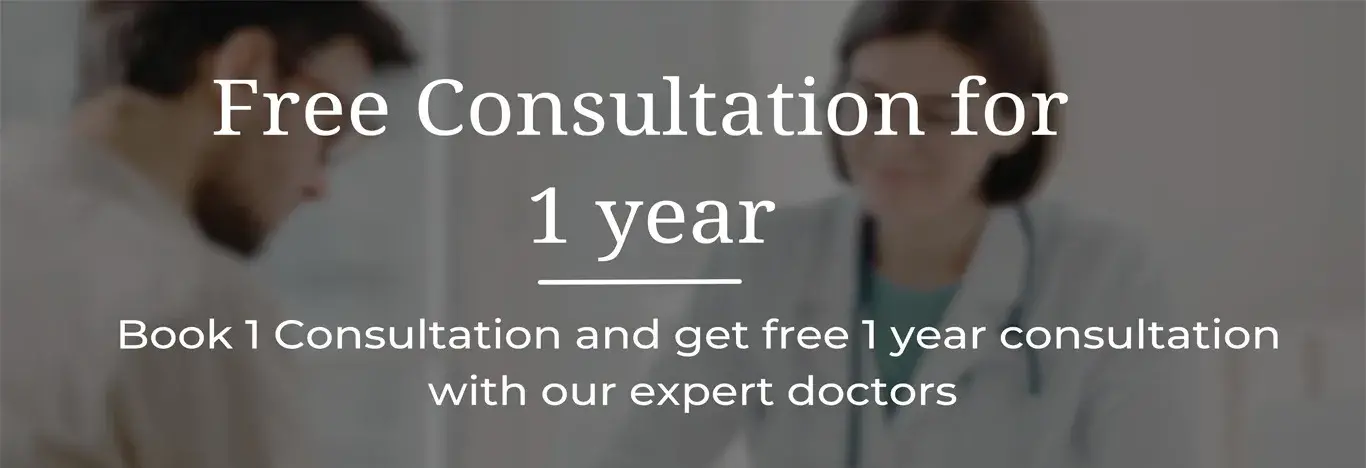 Free Consultation for
1 year
Book 1 Consultation and get free 1 year consultation
with our expert doctors